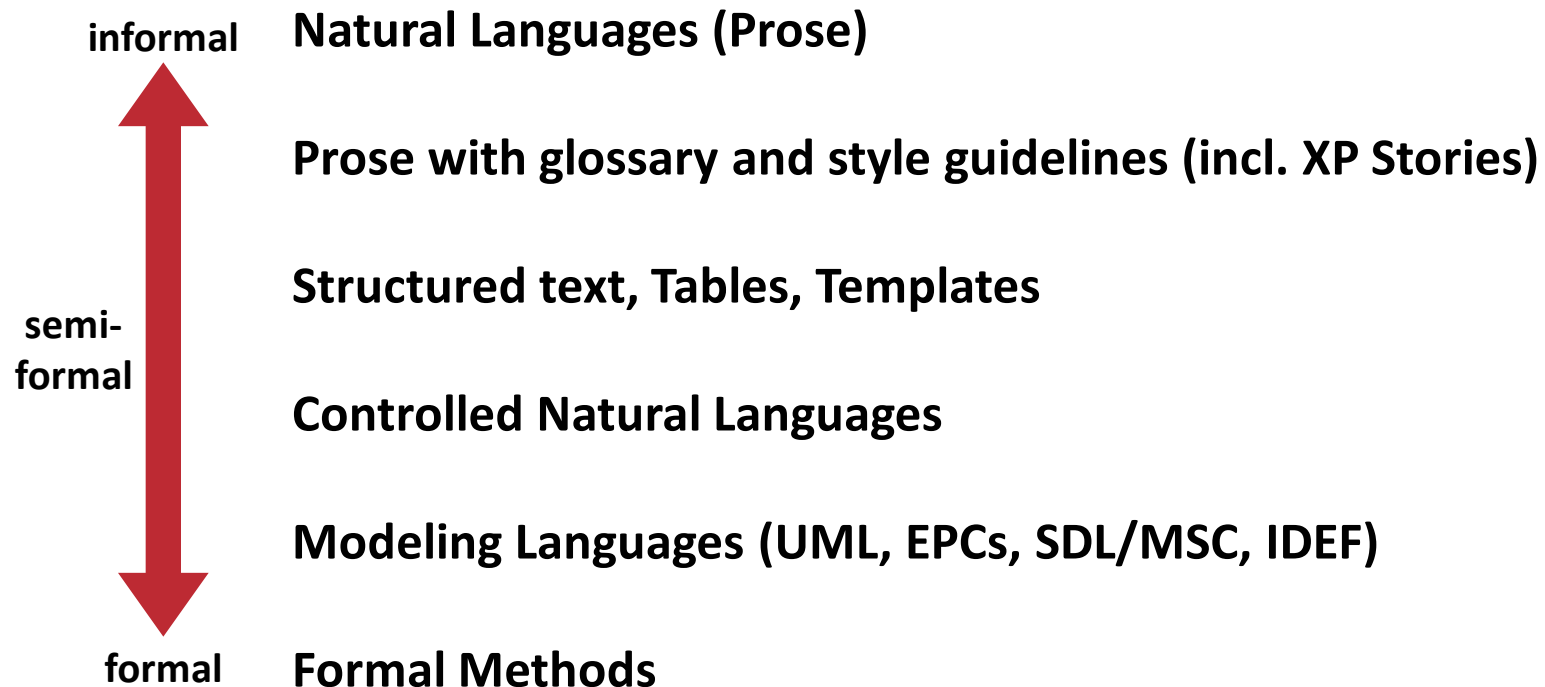 informal
Natural Languages (Prose)
Prose with glossary and style guidelines (incl. XP Stories)
Structured text, Tables, Templates
semi-
formal
Controlled Natural Languages
Modeling Languages (UML, EPCs, SDL/MSC, IDEF)
formal
Formal Methods